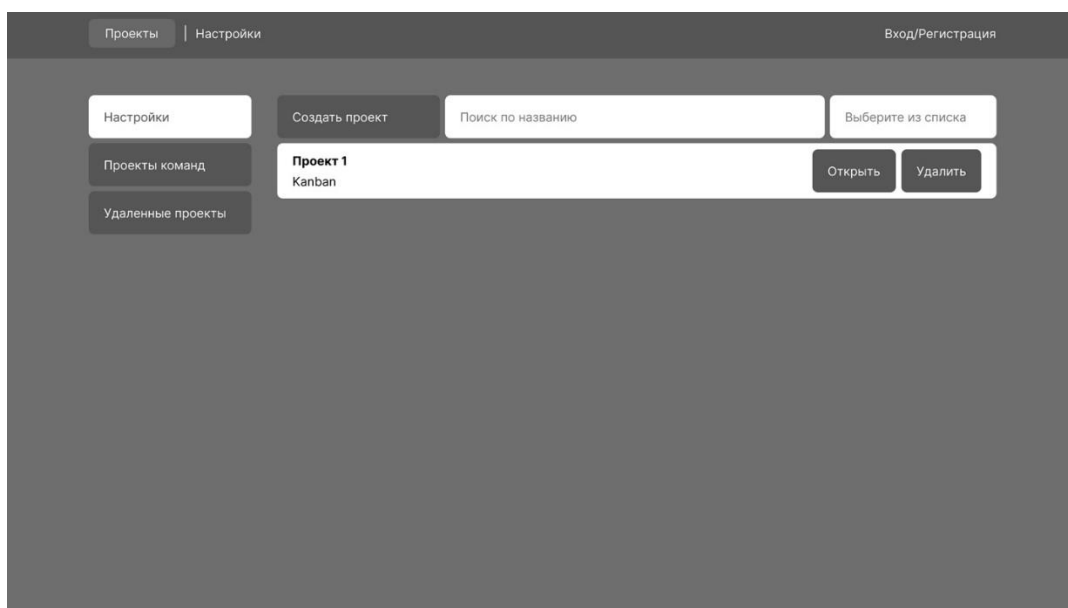 Проекты | Настройки
Вход/Регистрация
Настройки
Проекты команд
Удаленные проекты
Создать проект
Поиск по названию
Выберите из списка
Проект 1
Kanban
Открыть
Удалить